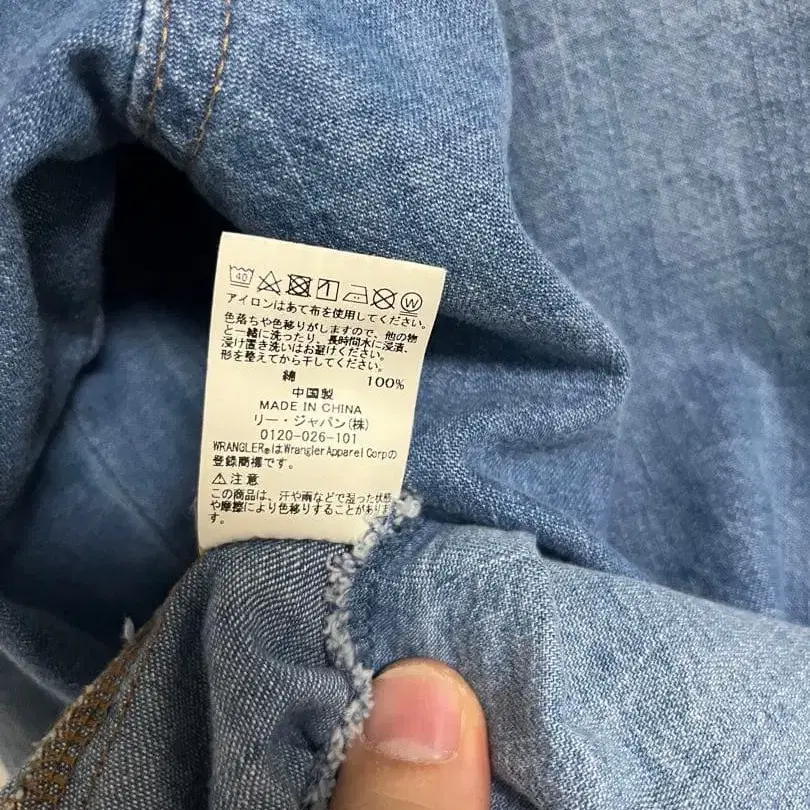 40 W
アイロンはあて布を使用してください。
色落ちや色移りがしますので、他の物
と一緒に洗ったり、長時間水に浸漬、
浸け置き洗いはお避けください。
形を整えてから干してください。
綿 100%
中国製
MADE IN CHINA
リー・ジャパン(株)
0120-026-101
WRANGLER®はWrangler Apparel Corpの
登録商標です。
⚠注意
この商品は、汗や雨などで湿った状態
や摩擦により色移りすることがありま
す。